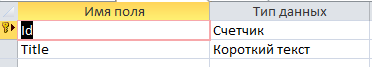 Имя поля Тип данных
Id Счетчик
Title Короткий текст